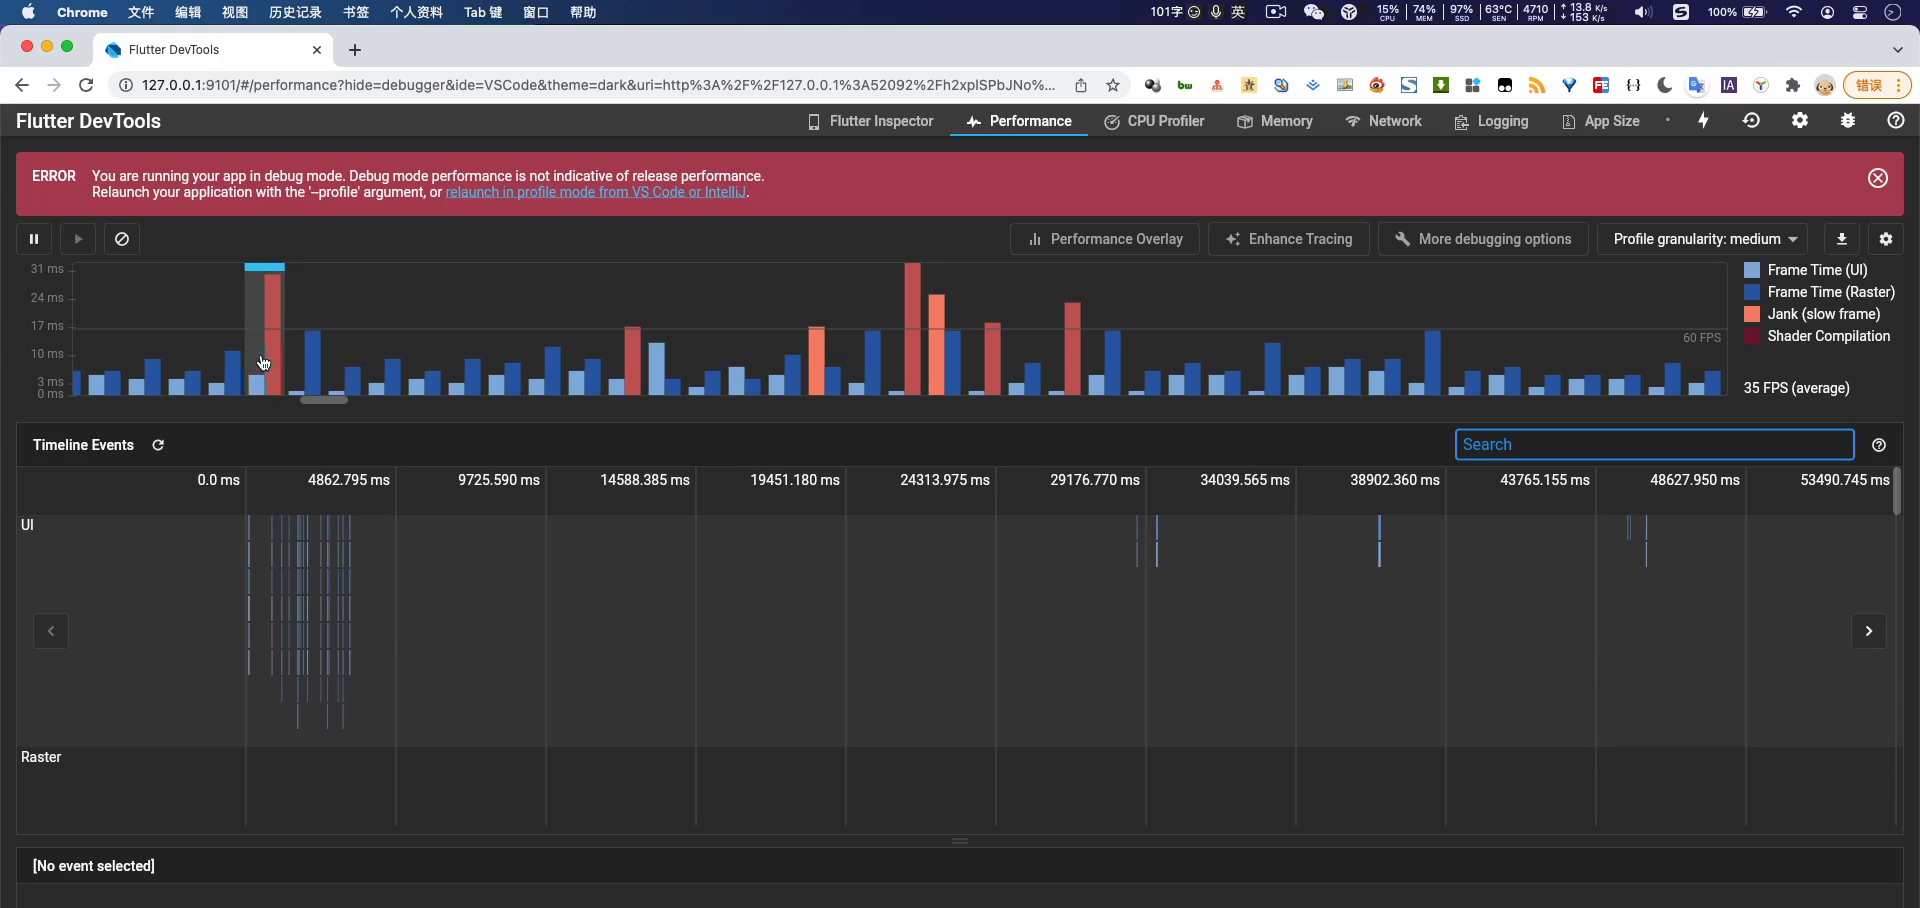 Chrome 文件 编辑 视图 历史记录 书签 个人资料 Tab 键 窗口 帮助 101字 英 15% CPU 74% MEM 97% SSD 63°C SEN 4710 RPM ↑ 13.8 K/s ↓ 153 K/s 100%
Flutter DevTools
127.0.0.1:9101/#/performance?hide=debugger&ide=VSCode&theme=dark&uri=http%3A%2F%2F127.0.0.1%3A52092%2Fh2xpISPbJNo%... bw FE {··} IA 错误
Flutter DevTools Flutter Inspector Performance CPU Profiler Memory Network Logging App Size
ERROR You are running your app in debug mode. Debug mode performance is not indicative of release performance.
Relaunch your application with the '--profile' argument, or relaunch in profile mode from VS Code or IntelliJ.
Performance Overlay Enhance Tracing More debugging options Profile granularity: medium
31 ms
24 ms
17 ms
10 ms
3 ms
0 ms
60 FPS
Frame Time (UI)
Frame Time (Raster)
Jank (slow frame)
Shader Compilation
35 FPS (average)
Timeline Events Search
0.0 ms 4862.795 ms 9725.590 ms 14588.385 ms 19451.180 ms 24313.975 ms 29176.770 ms 34039.565 ms 38902.360 ms 43765.155 ms 48627.950 ms 53490.745 ms
UI
Raster
[No event selected]